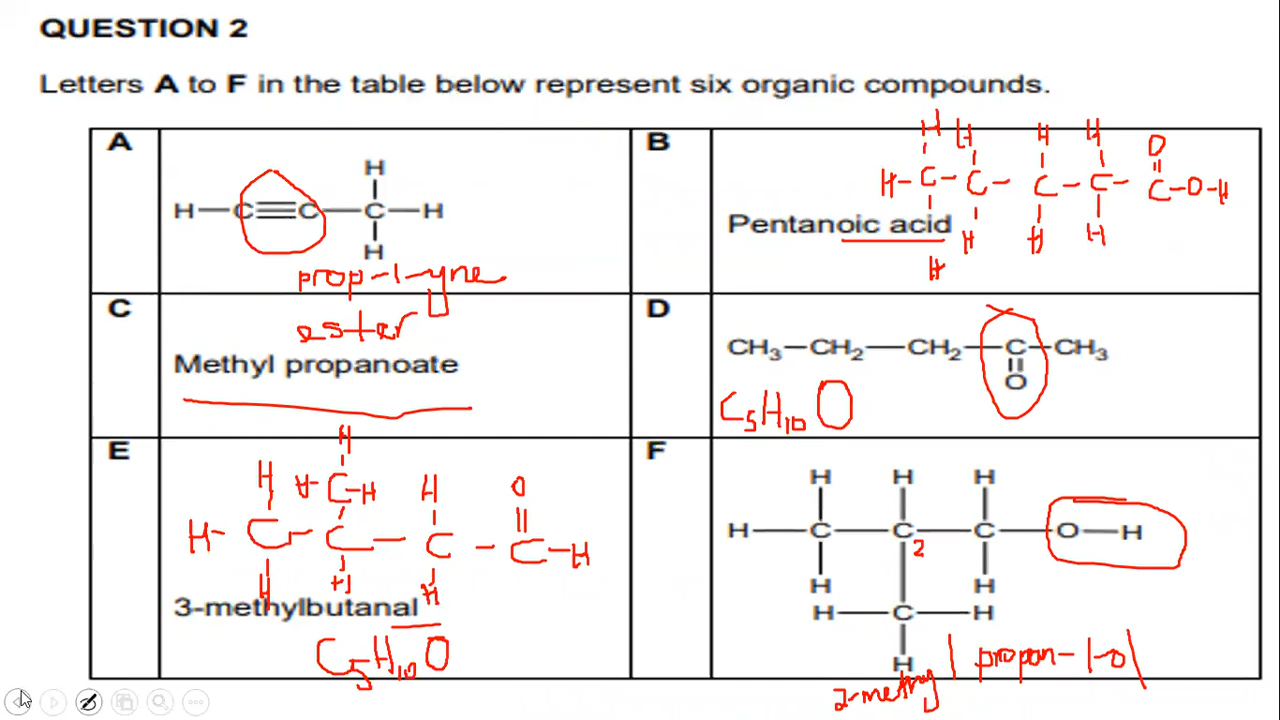 QUESTION 2
Letters A to F in the table below represent six organic compounds.
A
H
H—C≡C—C—H
H
prop-1-yne
B
H H H H O
H-C-C-C-C-C-O-H
Pentanoic acid
H H H
H
C
ester
Methyl propanoate
D
CH₃—CH₂—CH₂—C—CH₃
O
C₅H₁₀O
E
H
H H-C-H H O
H-C-C-C-C-H
H H H
3-methylbutanal
C₅H₁₀O
F
H H H
H—C—C—C—O—H
2
H H
H—C—H
H
2-methyl propan-1-ol